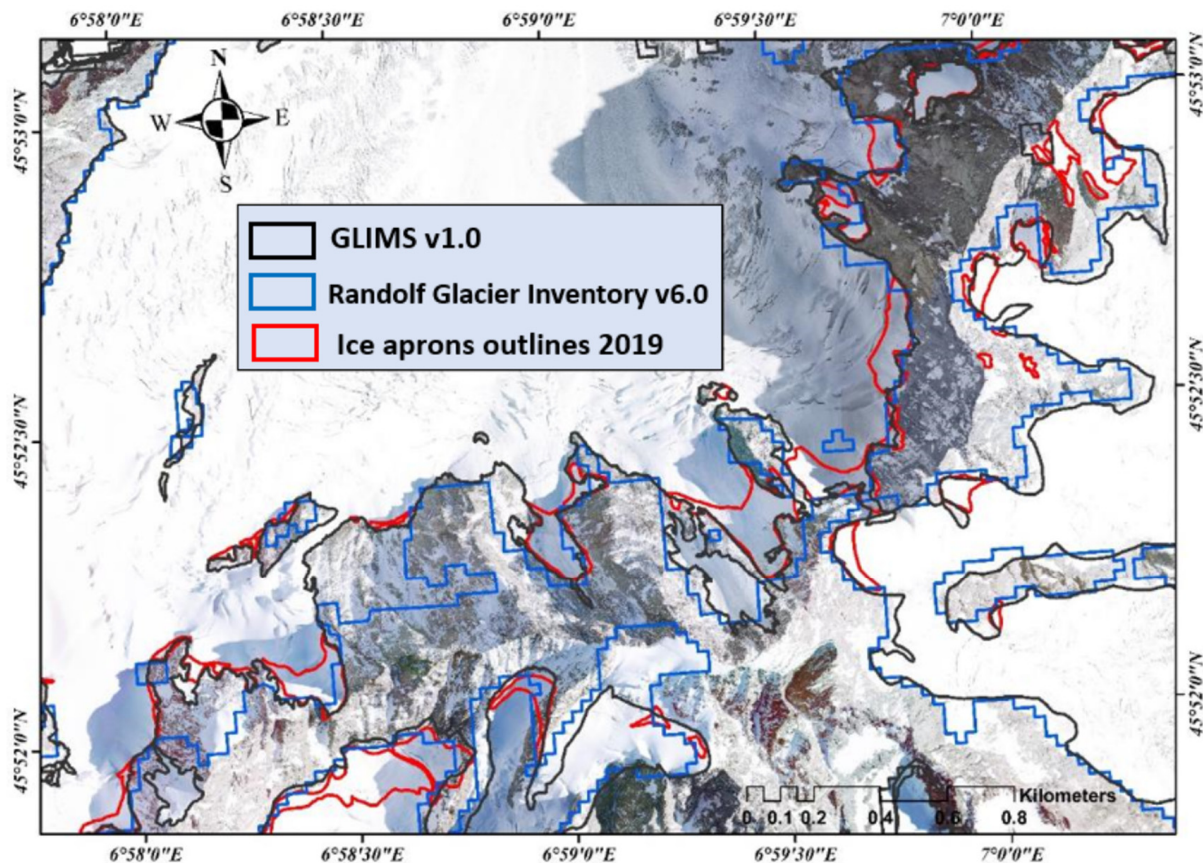 6°58'0"E 6°58'30"E 6°59'0"E 6°59'30"E 7°0'0"E
N
W E
S
45°53'0"N 45°53'0"N
GLIMS v1.0
Randolf Glacier Inventory v6.0
Ice aprons outlines 2019
45°52'30"N 45°52'30"N
45°52'0"N 45°52'0"N
Kilometers
0 0.1 0.2 0.4 0.6 0.8
6°58'0"E 6°58'30"E 6°59'0"E 6°59'30"E 7°0'0"E